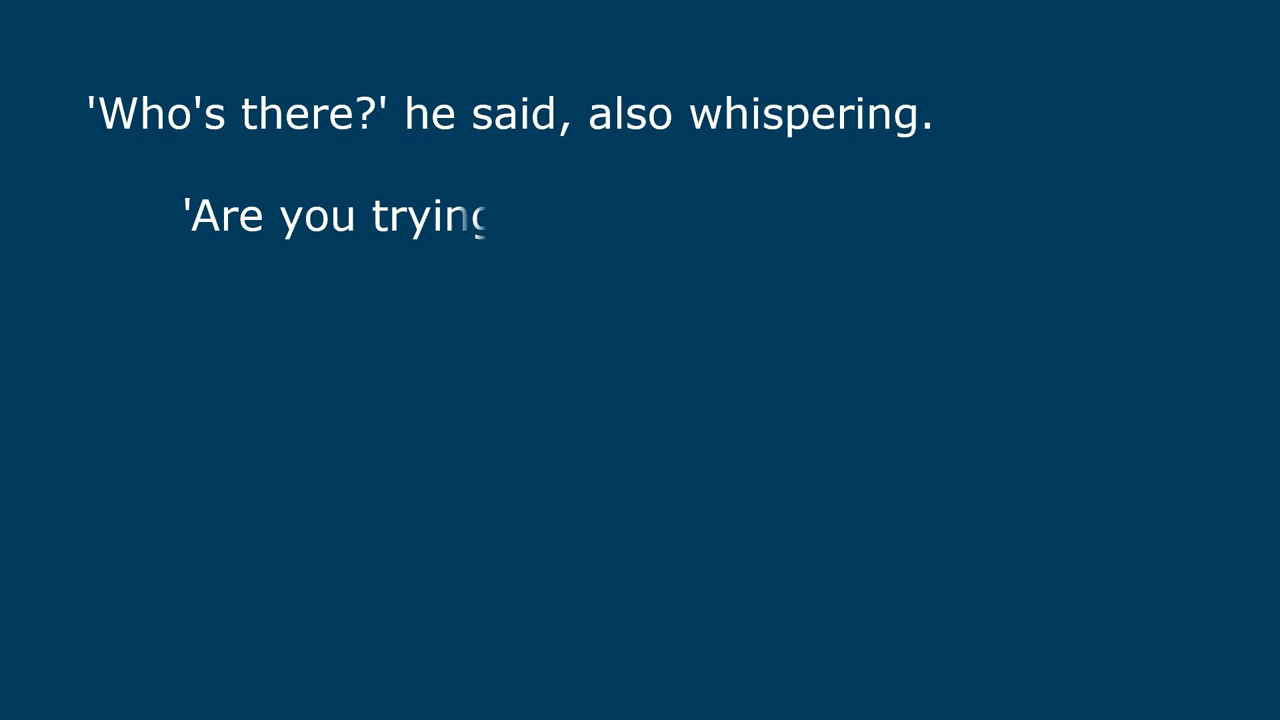 'Who's there?' he said, also whispering.
'Are you trying